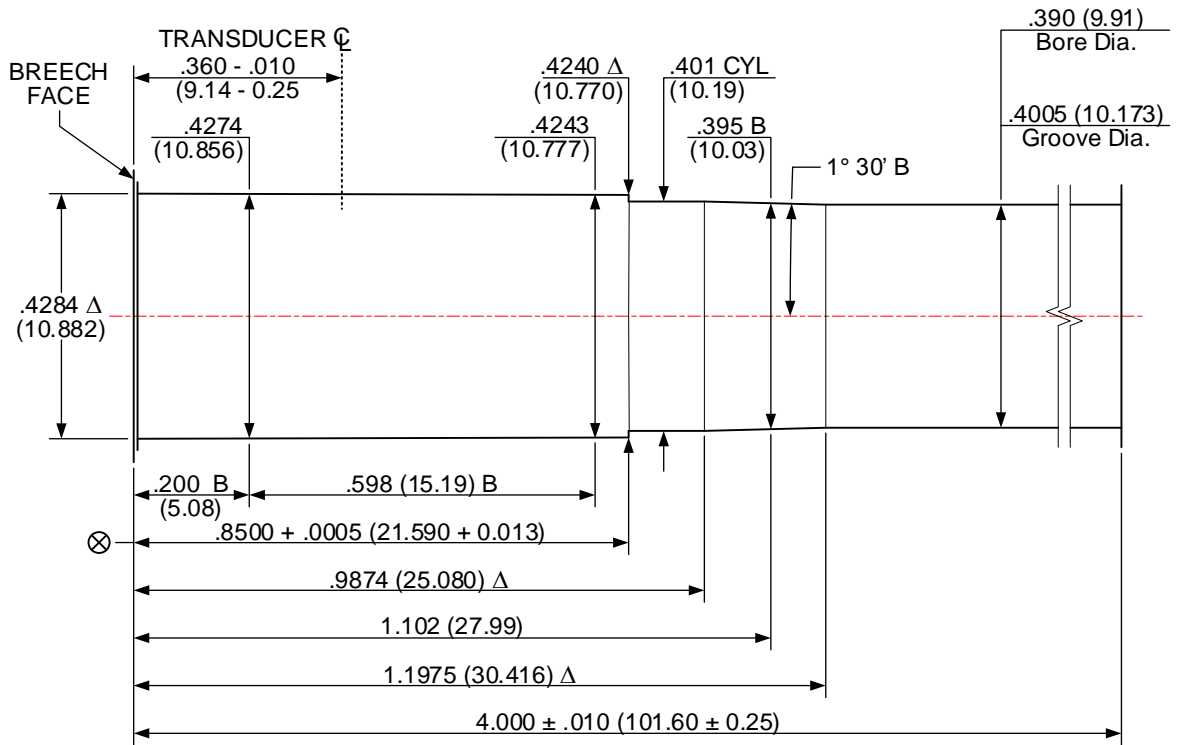 TRANSDUCER ℄
.360 - .010
(9.14 - 0.25
BREECH
FACE
.4274
(10.856)
.4243
(10.777)
.4240 Δ
(10.770)
.401 CYL
(10.19)
.395 B
(10.03)
1° 30’ B
.390 (9.91)
Bore Dia.
.4005 (10.173)
Groove Dia.
.4284 Δ
(10.882)
.200 B
(5.08)
.598 (15.19) B
⊗
.8500 + .0005 (21.590 + 0.013)
.9874 (25.080) Δ
1.102 (27.99)
1.1975 (30.416) Δ
4.000 ± .010 (101.60 ± 0.25)